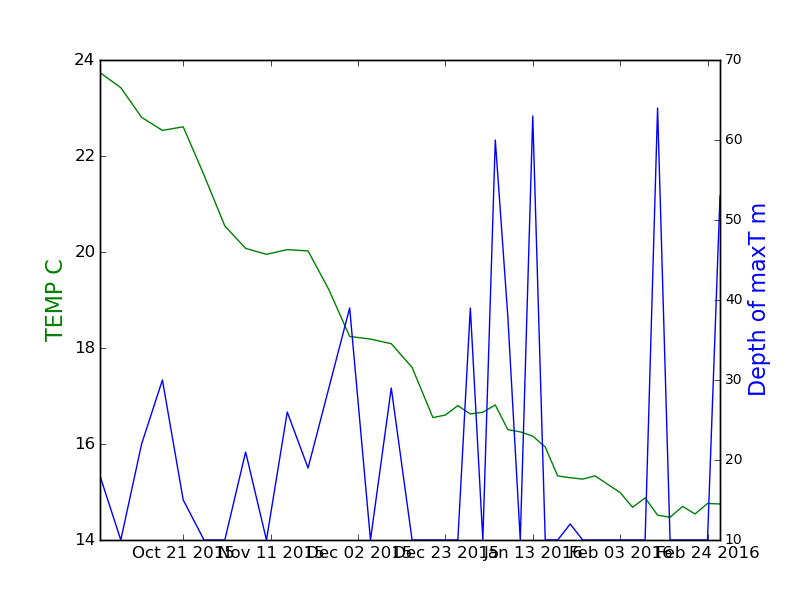 24
22
20
18
16
14
TEMP C
70
60
50
40
30
20
10
Depth of maxT m
Oct 21 2015
Nov 11 2015
Dec 02 2015
Dec 23 2015
Jan 13 2016
Feb 03 2016
Feb 24 2016